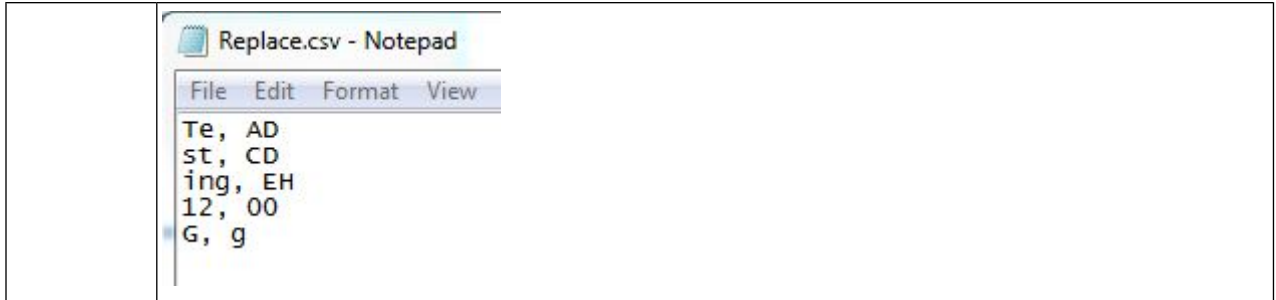 Replace.csv - Notepad
File Edit Format View
Te, AD
st, CD
ing, EH
12, 00
G, g